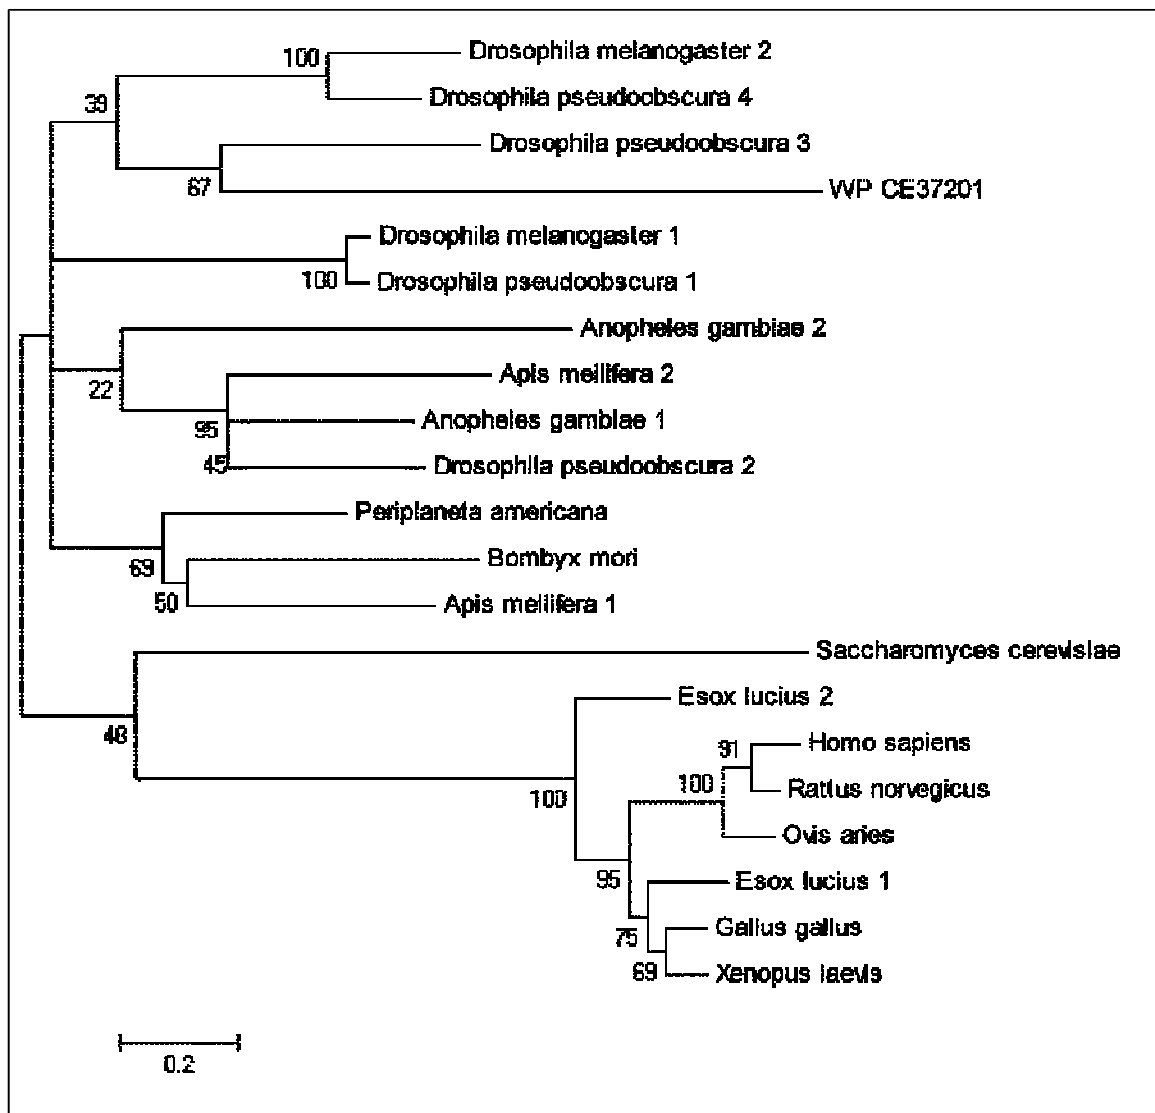 100
Drosophila melanogaster 2
Drosophila pseudoobscura 4
39
Drosophila pseudoobscura 3
67
WP CE37201
Drosophila melanogaster 1
100
Drosophila pseudoobscura 1
Anopheles gambiae 2
22
Apis mellifera 2
95
Anopheles gambiae 1
45
Drosophila pseudoobscura 2
Periplaneta americana
69
Bombyx mori
50
Apis mellifera 1
Saccharomyces cerevisiae
46
Esox lucius 2
100
91
Homo sapiens
100
Rattus norvegicus
Ovis aries
95
Esox lucius 1
75
Gallus gallus
69
Xenopus laevis
0.2